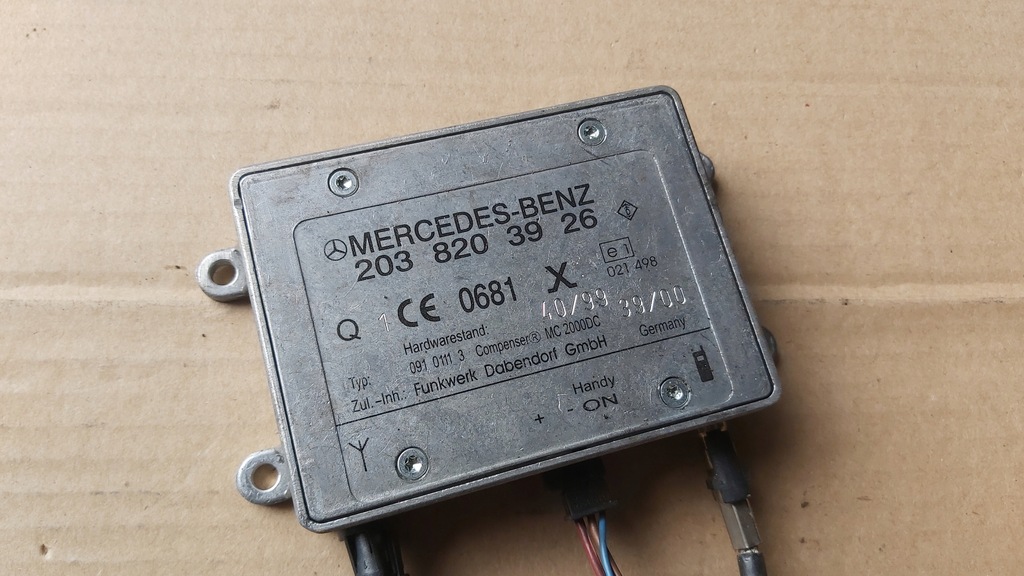 MERCEDES-BENZ
203 820 39 26
e 1
021 498
Q 1 CE 0681 X
Hardwarestand: 40/99 39/00
Typ: 091 0111 3 Compenser® MC 2000DC
Zul.-Inh.: Funkwerk Dabendorf GmbH Germany
Handy
+ - ON